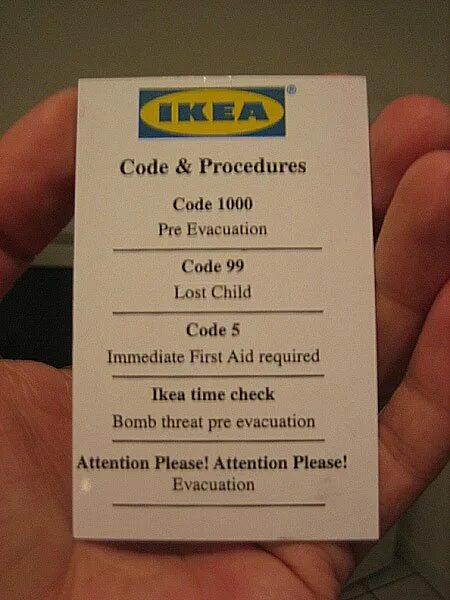 IKEA®
Code & Procedures
Code 1000
Pre Evacuation
Code 99
Lost Child
Code 5
Immediate First Aid required
Ikea time check
Bomb threat pre evacuation
Attention Please! Attention Please!
Evacuation